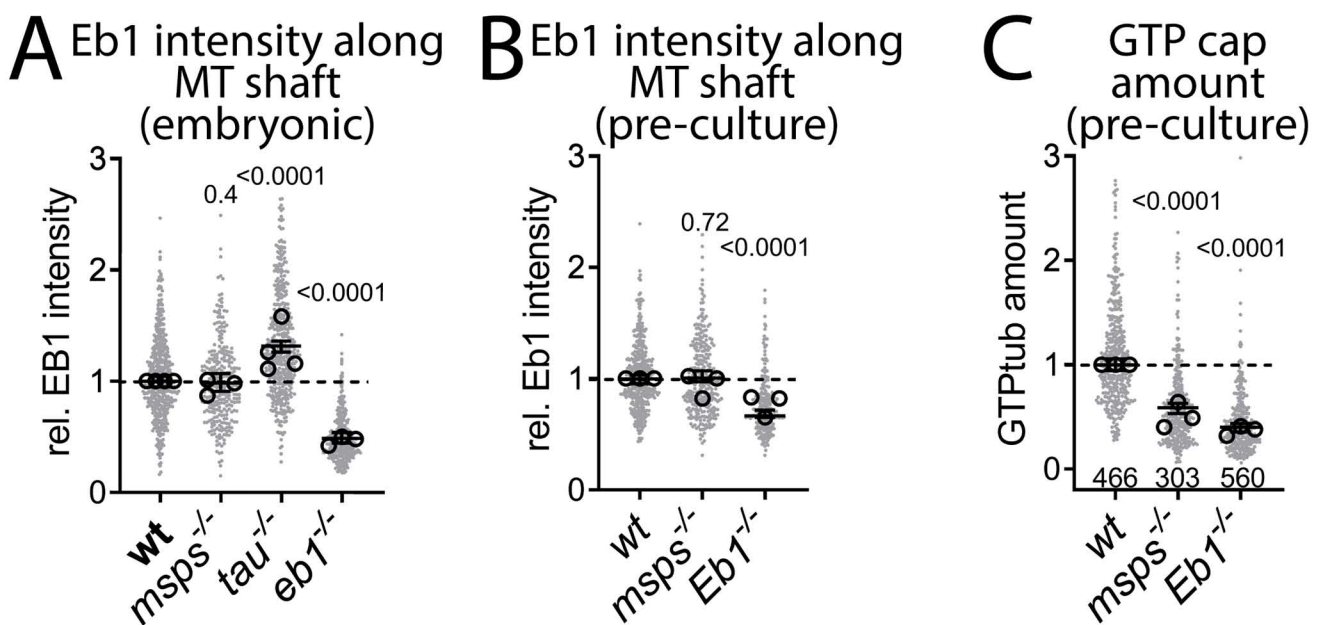 A Eb1 intensity along
MT shaft
(embryonic)
rel. EB1 intensity
3
2
1
0
0.4
<0.0001
<0.0001
wt
msps -/-
tau -/-
eb1 -/-
B Eb1 intensity along
MT shaft
(pre-culture)
rel. Eb1 intensity
3
2
1
0
0.72
<0.0001
wt
msps -/-
Eb1 -/-
C GTP cap
amount
(pre-culture)
GTPtub amount
3
2
1
0
<0.0001
<0.0001
466 303 560
wt
msps -/-
Eb1 -/-